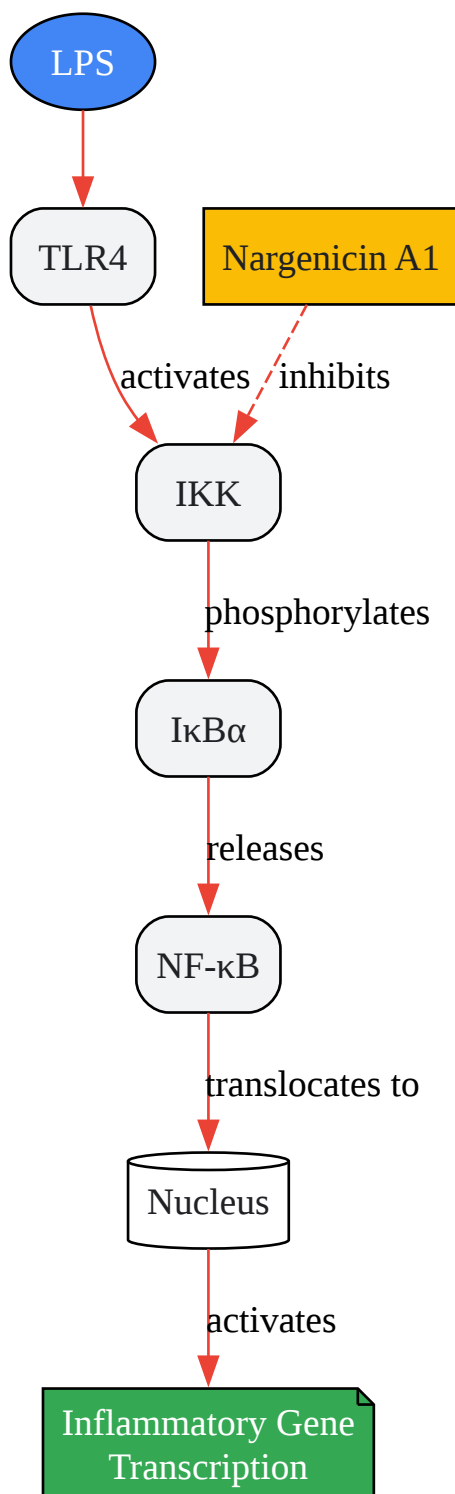 LPS
TLR4
Nargenicin A1
activates
inhibits
IKK
phosphorylates
IκBα
releases
NF-κB
translocates to
Nucleus
activates
Inflammatory Gene
Transcription